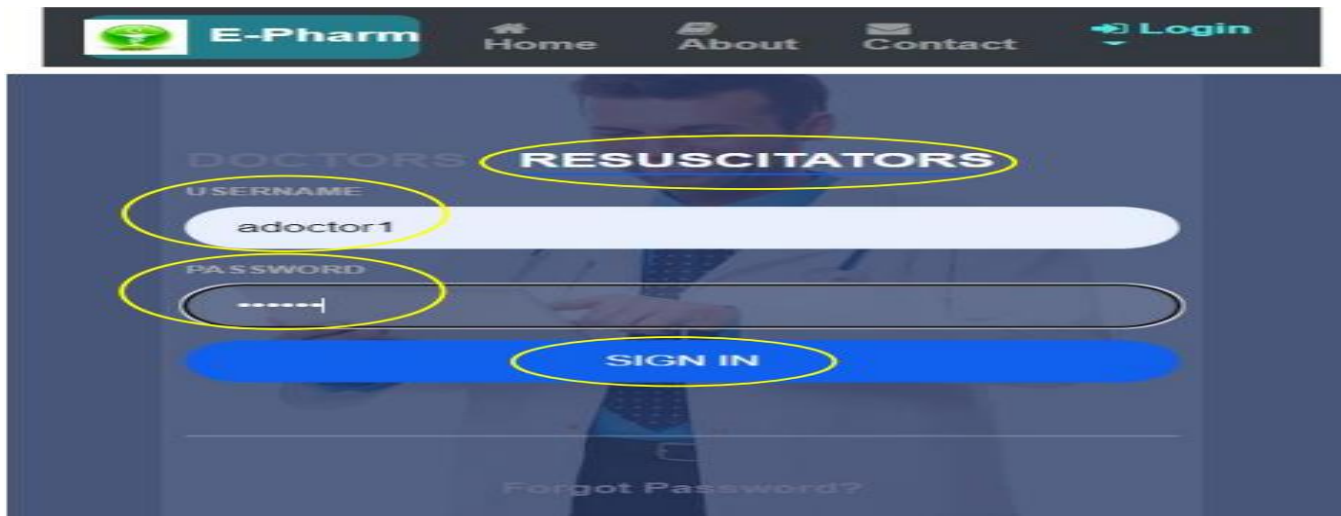 E-Pharm Home About Contact Login
DOCTORS RESUSCITATORS
USERNAME
adoctor1
PASSWORD
••••••
SIGN IN
Forgot Password?